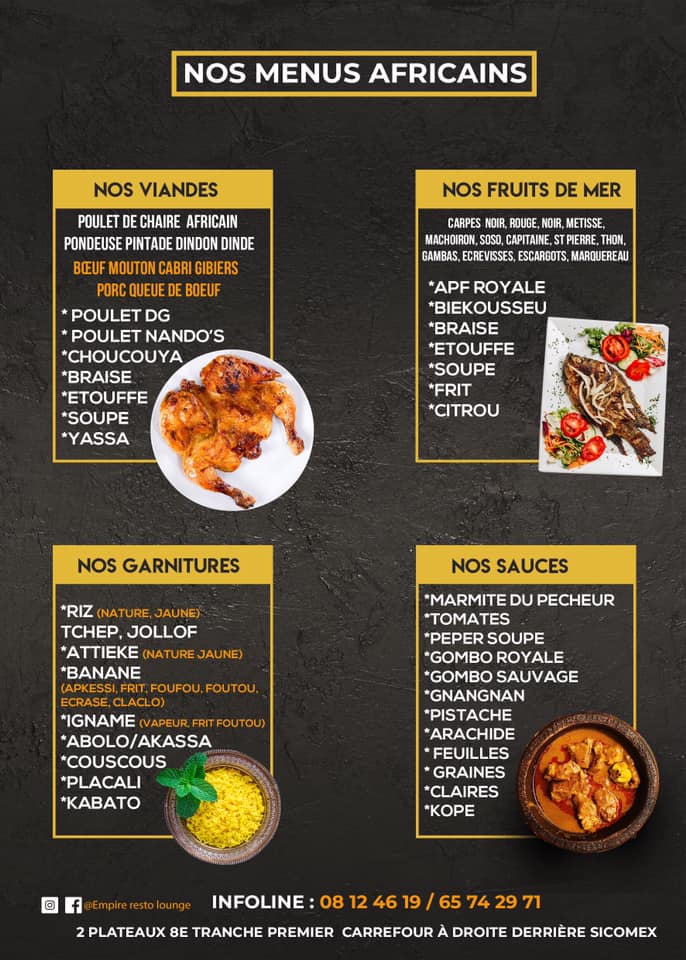 NOS MENUS AFRICAINS
NOS VIANDES
POULET DE CHAIRE AFRICAIN
PONDEUSE PINTADE DINDON DINDE
BŒUF MOUTON CABRI GIBIERS
PORC QUEUE DE BOEUF
* POULET DG
* POULET NANDO'S
*CHOUCOUYA
*BRAISE
*ETOUFFE
*SOUPE
*YASSA
NOS FRUITS DE MER
CARPES NOIR, ROUGE, NOIR, METISSE,
MACHOIRON, SOSO, CAPITAINE, ST PIERRE, THON,
GAMBAS, ECREVISSES, ESCARGOTS, MARQUEREAU
*APF ROYALE
*BIEKOUSSEU
*BRAISE
*ETOUFFE
*SOUPE
*FRIT
*CITROU
NOS GARNITURES
*RIZ (NATURE, JAUNE)
TCHEP, JOLLOF
*ATTIEKE (NATURE JAUNE)
*BANANE
(APKESSI, FRIT, FOUFOU, FOUTOU,
ECRASE, CLACLO)
*IGNAME (VAPEUR, FRIT FOUTOU)
*ABOLO/AKASSA
*COUSCOUS
*PLACALI
*KABATO
NOS SAUCES
*MARMITE DU PECHEUR
*TOMATES
*PEPER SOUPE
*GOMBO ROYALE
*GOMBO SAUVAGE
*GNANGNAN
*PISTACHE
*ARACHIDE
* FEUILLES
* GRAINES
*CLAIRES
*KOPE
@Empire resto lounge
INFOLINE : 08 12 46 19 / 65 74 29 71
2 PLATEAUX 8E TRANCHE PREMIER CARREFOUR À DROITE DERRIÈRE SICOMEX